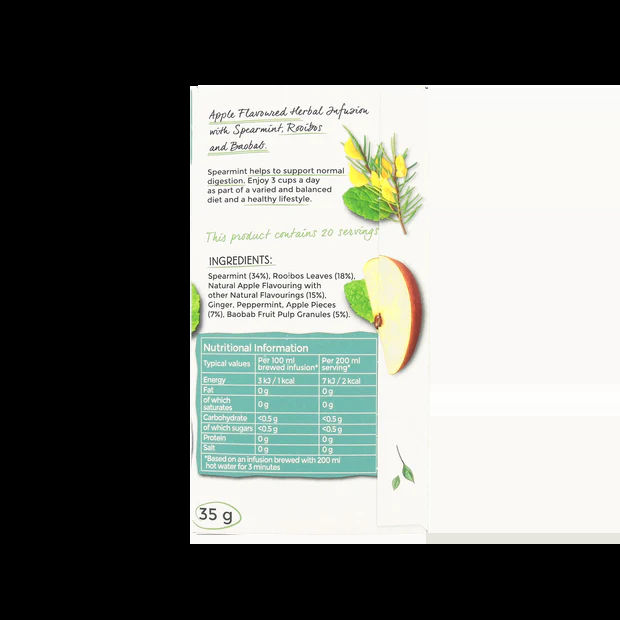 Apple Flavoured Herbal Infusion
with Spearmint, Rooibos
and Baobab.
Spearmint helps to support normal
digestion. Enjoy 3 cups a day
as part of a varied and balanced
diet and a healthy lifestyle.
This product contains 20 servings
INGREDIENTS:
Spearmint (34%), Rooibos Leaves (18%),
Natural Apple Flavouring with
other Natural Flavourings (15%),
Ginger, Peppermint, Apple Pieces
(7%), Baobab Fruit Pulp Granules (5%).
Nutritional Information
Typical values Per 100 ml brewed infusion* Per 200 ml serving*
Energy 3 kJ / 1 kcal 7 kJ / 2 kcal
Fat 0 g 0 g
of which saturates 0 g 0 g
Carbohydrate <0.5 g <0.5 g
of which sugars <0.5 g <0.5 g
Protein 0 g 0 g
Salt 0 g 0 g
*Based on an infusion brewed with 200 ml
hot water for 3 minutes
35 g